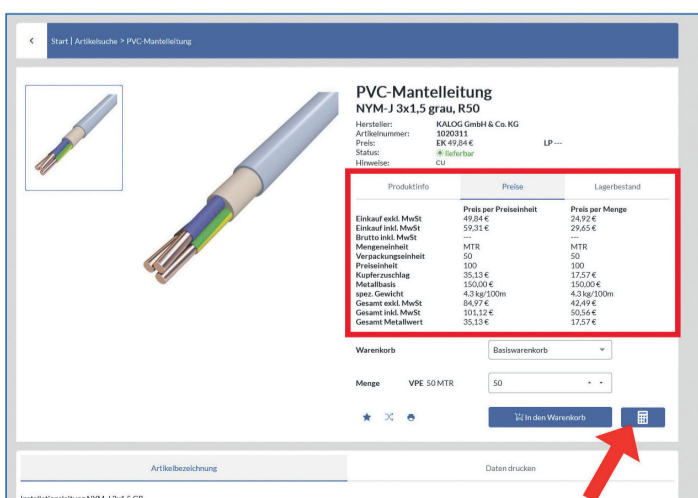 Start | Artikelsuche > PVC-Mantelleitung
PVC-Mantelleitung
NYM-J 3x1,5 grau, R50
Hersteller: KALOG GmbH & Co. KG
Artikelnummer: 1020311
Preis: EK 49,84 € LP ---
Status: lieferbar
Hinweise: CU
Produktinfo Preise Lagerbestand
Preis per Preiseinheit Preis per Menge
Einkauf exkl. MwSt 49,84 € 24,92 €
Einkauf inkl. MwSt 59,31 € 29,65 €
Brutto inkl. MwSt --- ---
Mengeneinheit MTR MTR
Verpackungseinheit 50 50
Preiseinheit 100 100
Kupferzuschlag 35,13 € 17,57 €
Metallbasis 150,00 € 150,00 €
spez. Gewicht 4.3 kg/100m 4.3 kg/100m
Gesamt exkl. MwSt 84,97 € 42,49 €
Gesamt inkl. MwSt 101,12 € 50,56 €
Gesamt Metallwert 35,13 € 17,57 €
Warenkorb Basiswarenkorb
Menge VPE 50 MTR 50
In den Warenkorb
Artikelbezeichnung Daten drucken